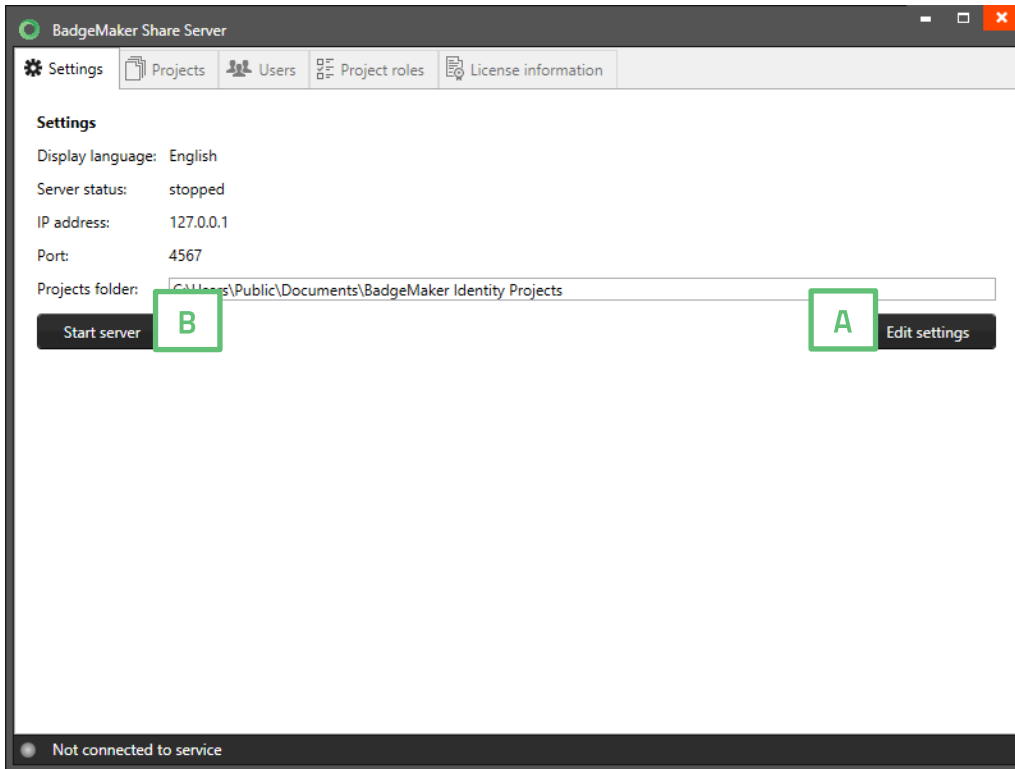 BadgeMaker Share Server
Settings Projects Users Project roles License information
Settings
Display language: English
Server status: stopped
IP address: 127.0.0.1
Port: 4567
Projects folder: C:\Users\Public\Documents\BadgeMaker Identity Projects
Start server B A Edit settings
Not connected to service